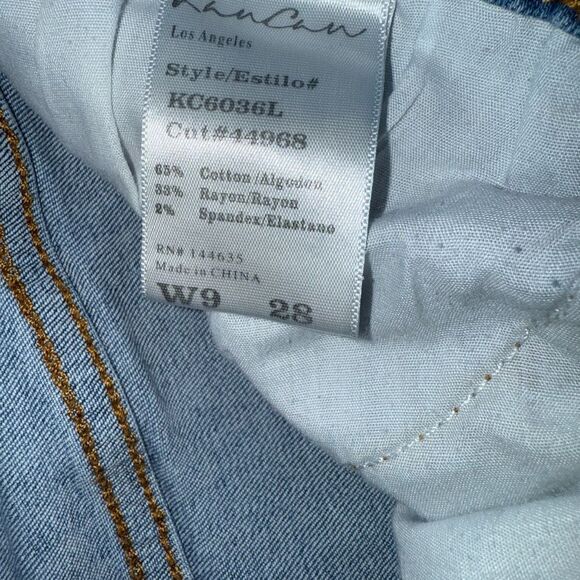 KanCan
Los Angeles
Style/Estilo#
KC6036L
Cut#44968
65% Cotton/Algodon
33% Rayon/Rayon
2% Spandex/Elastano
RN# 144635
Made in CHINA
W9 28